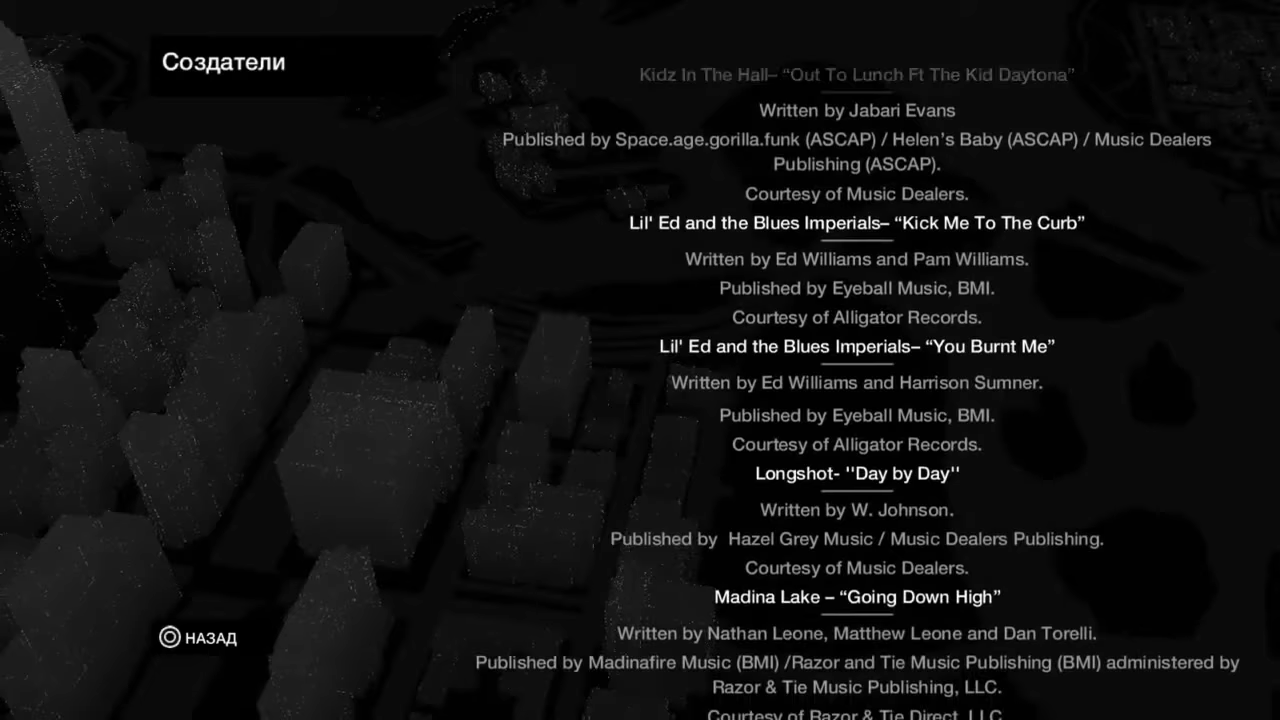 Создатели
Kidz In The Hall– “Out To Lunch Ft The Kid Daytona”
Written by Jabari Evans
Published by Space.age.gorilla.funk (ASCAP) / Helen's Baby (ASCAP) / Music Dealers
Publishing (ASCAP).
Courtesy of Music Dealers.
Lil' Ed and the Blues Imperials– “Kick Me To The Curb”
Written by Ed Williams and Pam Williams.
Published by Eyeball Music, BMI.
Courtesy of Alligator Records.
Lil' Ed and the Blues Imperials– “You Burnt Me”
Written by Ed Williams and Harrison Sumner.
Published by Eyeball Music, BMI.
Courtesy of Alligator Records.
Longshot- ''Day by Day''
Written by W. Johnson.
Published by  Hazel Grey Music / Music Dealers Publishing.
Courtesy of Music Dealers.
Madina Lake – “Going Down High”
Written by Nathan Leone, Matthew Leone and Dan Torelli.
Published by Madinafire Music (BMI) /Razor and Tie Music Publishing (BMI) administered by
Razor & Tie Music Publishing, LLC.
Courtesy of Razor & Tie Direct, LLC
НАЗАД